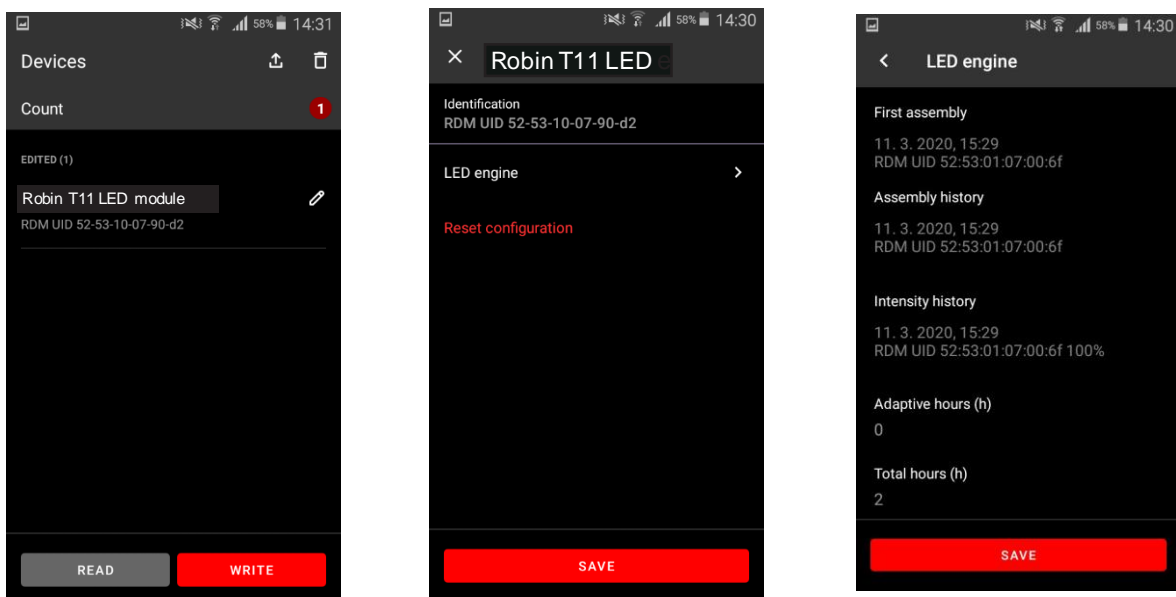 58% 14:31
Devices
Count 1
EDITED (1)
Robin T11 LED module
RDM UID 52-53-10-07-90-d2
READ WRITE
58% 14:30
Robin T11 LED
Identification
RDM UID 52-53-10-07-90-d2
LED engine
Reset configuration
SAVE
58% 14:30
LED engine
First assembly
11. 3. 2020, 15:29
RDM UID 52:53:01:07:00:6f
Assembly history
11. 3. 2020, 15:29
RDM UID 52:53:01:07:00:6f
Intensity history
11. 3. 2020, 15:29
RDM UID 52:53:01:07:00:6f 100%
Adaptive hours (h)
0
Total hours (h)
2
SAVE